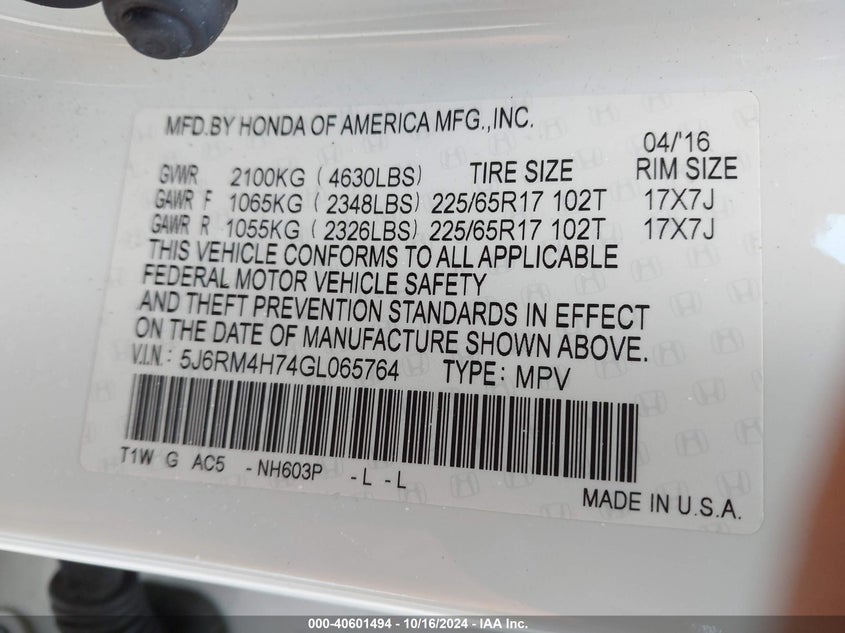 MFD.BY HONDA OF AMERICA MFG.,INC.
04/'16
GVWR 2100KG (4630LBS) TIRE SIZE RIM SIZE
GAWR F 1065KG (2348LBS) 225/65R17 102T 17X7J
GAWR R 1055KG (2326LBS) 225/65R17 102T 17X7J
THIS VEHICLE CONFORMS TO ALL APPLICABLE
FEDERAL MOTOR VEHICLE SAFETY
AND THEFT PREVENTION STANDARDS IN EFFECT
ON THE DATE OF MANUFACTURE SHOWN ABOVE.
V.I.N.: 5J6RM4H74GL065764 TYPE: MPV
T1W G AC5 -NH603P -L -L
MADE IN U.S.A.
000-40601494 - 10/16/2024 - IAA Inc.